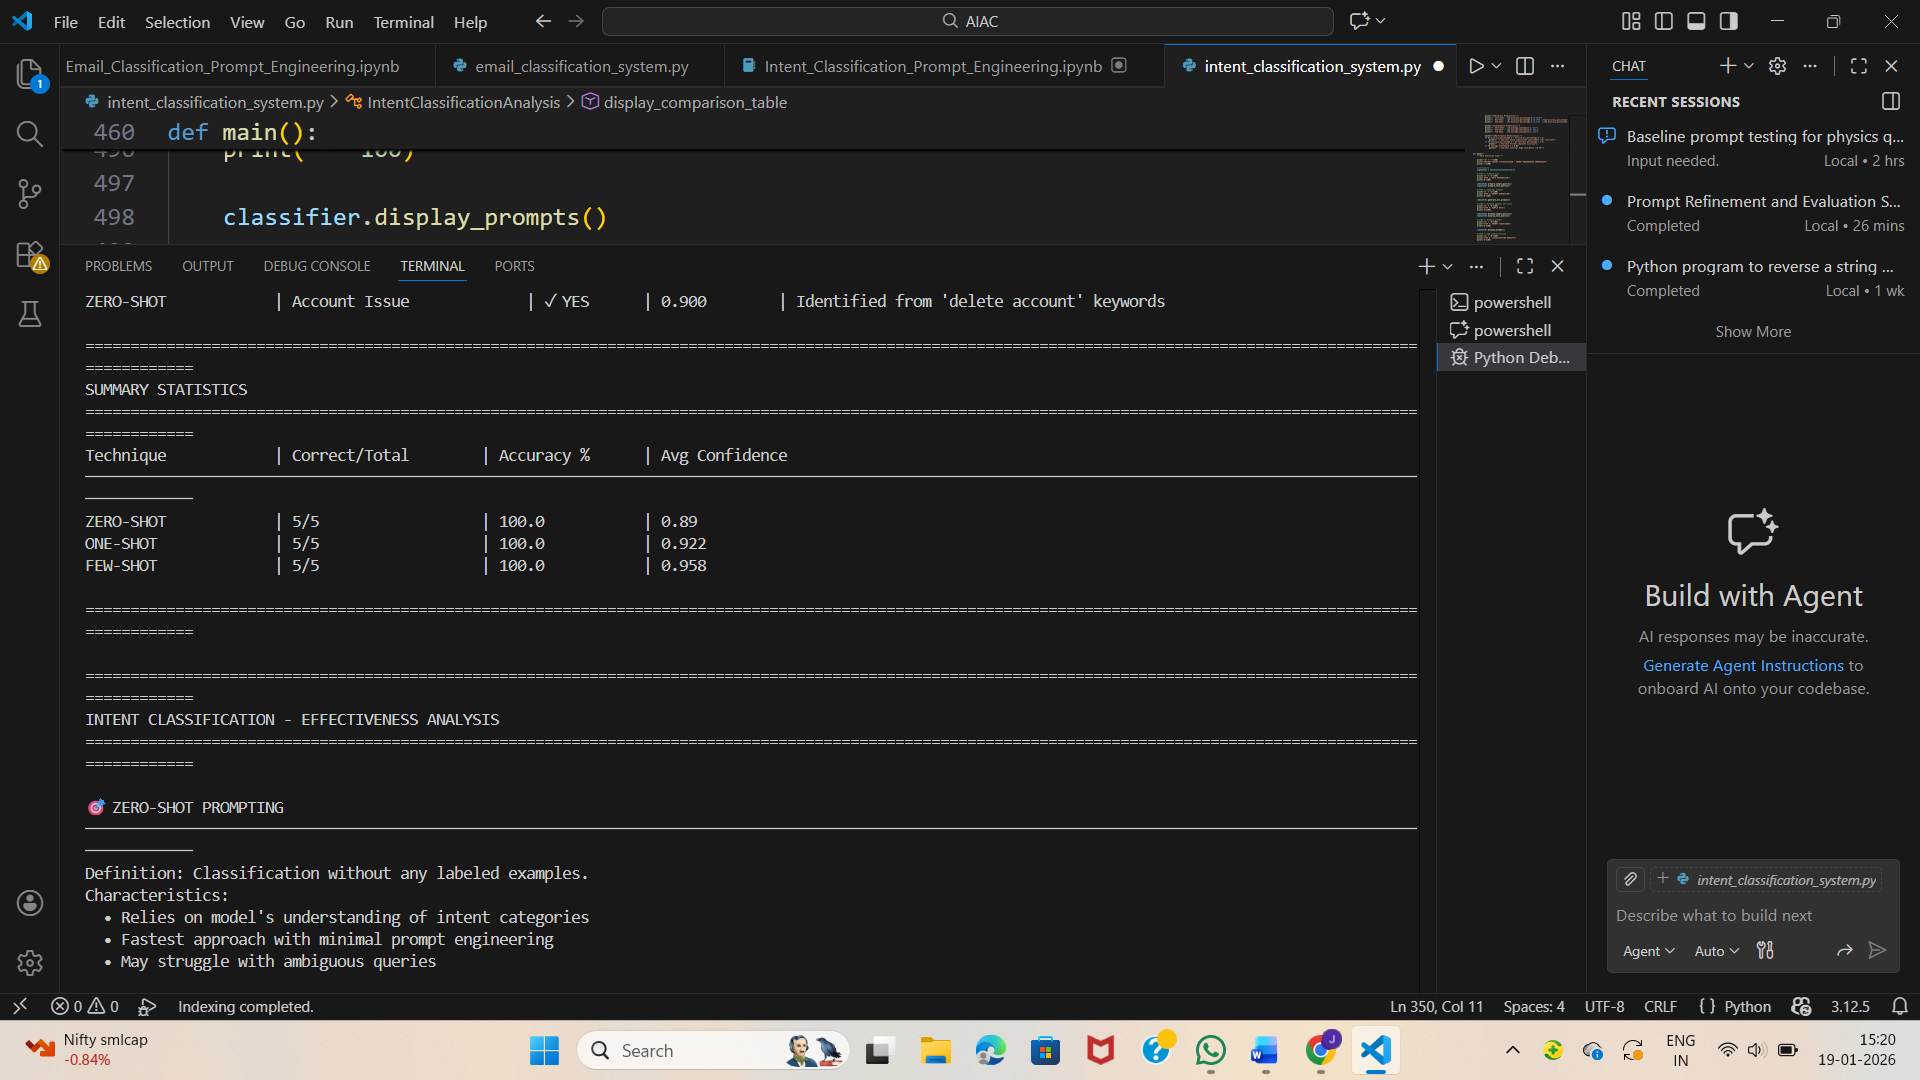 File Edit Selection View Go Run Terminal Help
AIAC
Email_Classification_Prompt_Engineering.ipynb
email_classification_system.py
Intent_Classification_Prompt_Engineering.ipynb
intent_classification_system.py
intent_classification_system.py > IntentClassificationAnalysis > display_comparison_table
460 def main():
497
498 classifier.display_prompts()
PROBLEMS OUTPUT DEBUG CONSOLE TERMINAL PORTS
ZERO-SHOT | Account Issue | ✓ YES | 0.900 | Identified from 'delete account' keywords
SUMMARY STATISTICS
Technique | Correct/Total | Accuracy % | Avg Confidence
ZERO-SHOT | 5/5 | 100.0 | 0.89
ONE-SHOT | 5/5 | 100.0 | 0.922
FEW-SHOT | 5/5 | 100.0 | 0.958
INTENT CLASSIFICATION - EFFECTIVENESS ANALYSIS
🎯 ZERO-SHOT PROMPTING
Definition: Classification without any labeled examples.
Characteristics:
• Relies on model's understanding of intent categories
• Fastest approach with minimal prompt engineering
• May struggle with ambiguous queries
powershell
powershell
Python Deb...
CHAT
RECENT SESSIONS
Baseline prompt testing for physics q...
Input needed. Local • 2 hrs
Prompt Refinement and Evaluation S...
Completed Local • 26 mins
Python program to reverse a string ...
Completed Local • 1 wk
Show More
Build with Agent
AI responses may be inaccurate.
Generate Agent Instructions to
onboard AI onto your codebase.
intent_classification_system.py
Describe what to build next
Agent Auto
0 0 Indexing completed.
Ln 350, Col 11 Spaces: 4 UTF-8 CRLF {} Python 3.12.5
Nifty smlcap
-0.84%
Search
ENG
IN
15:20
19-01-2026